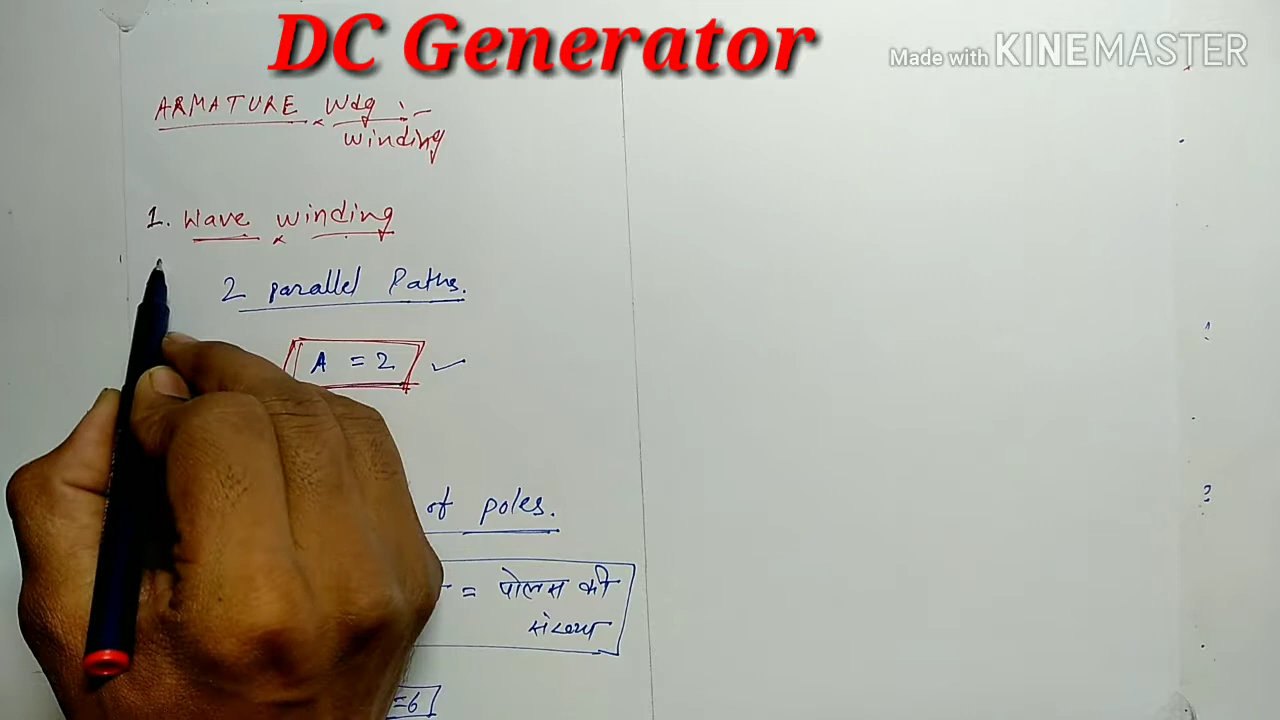 DC Generator
Made with KINEMASTER
ARMATURE Wdg :-
winding
1. Wave winding
2 parallel Paths.
A = 2
of poles.
= पोलस की
संख्या
=6